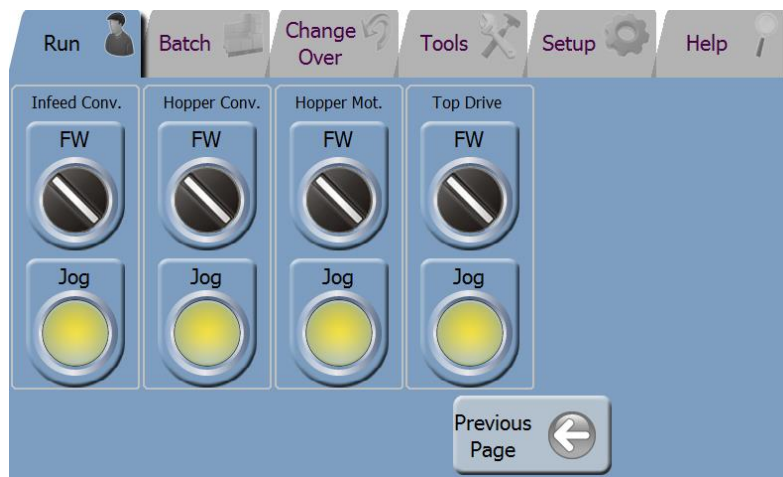 Run
Batch
Change
Over
Tools
Setup
Help
Infeed Conv.
Hopper Conv.
Hopper Mot.
Top Drive
FW
FW
FW
FW
Jog
Jog
Jog
Jog
Previous
Page